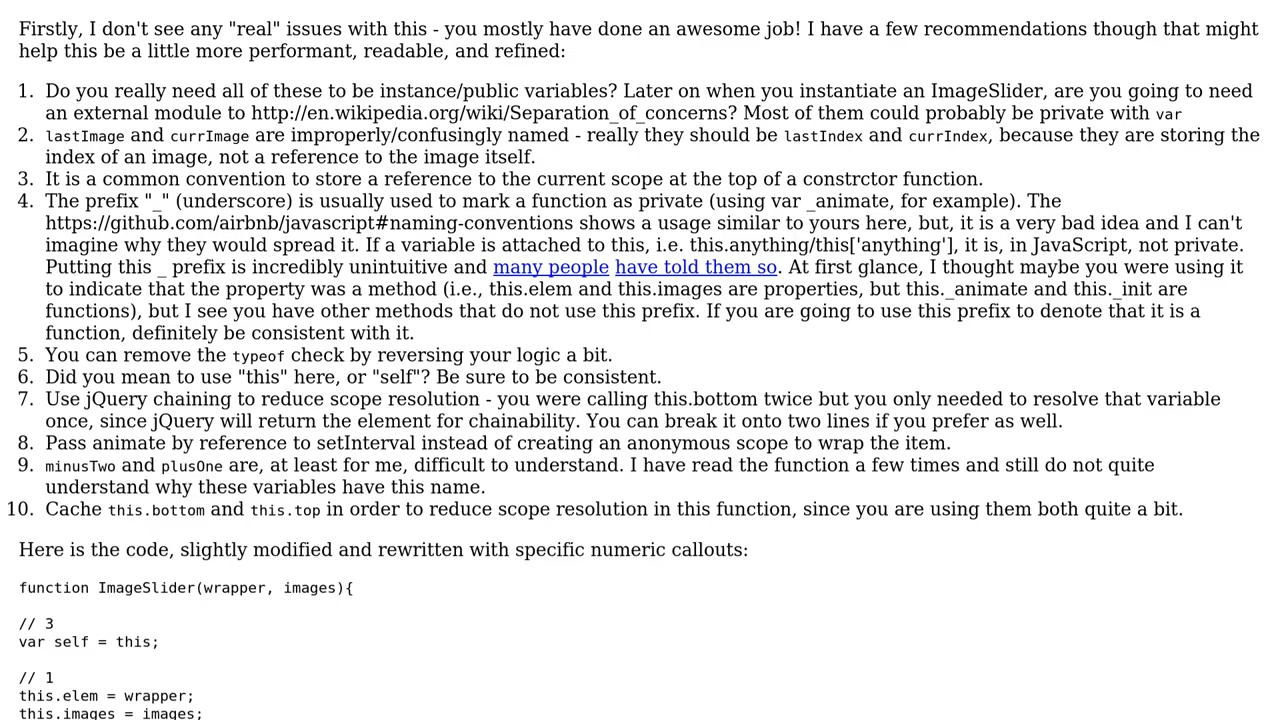 Firstly, I don't see any "real" issues with this - you mostly have done an awesome job! I have a few recommendations though that might
help this be a little more performant, readable, and refined:
1. Do you really need all of these to be instance/public variables? Later on when you instantiate an ImageSlider, are you going to need
an external module to http://en.wikipedia.org/wiki/Separation_of_concerns? Most of them could probably be private with var
2. lastImage and currImage are improperly/confusingly named - really they should be lastIndex and currIndex, because they are storing the
index of an image, not a reference to the image itself.
3. It is a common convention to store a reference to the current scope at the top of a constrctor function.
4. The prefix "_" (underscore) is usually used to mark a function as private (using var _animate, for example). The
https://github.com/airbnb/javascript#naming-conventions shows a usage similar to yours here, but, it is a very bad idea and I can't
imagine why they would spread it. If a variable is attached to this, i.e. this.anything/this['anything'], it is, in JavaScript, not private.
Putting this _ prefix is incredibly unintuitive and many people have told them so. At first glance, I thought maybe you were using it
to indicate that the property was a method (i.e., this.elem and this.images are properties, but this._animate and this._init are
functions), but I see you have other methods that do not use this prefix. If you are going to use this prefix to denote that it is a
function, definitely be consistent with it.
5. You can remove the typeof check by reversing your logic a bit.
6. Did you mean to use "this" here, or "self"? Be sure to be consistent.
7. Use jQuery chaining to reduce scope resolution - you were calling this.bottom twice but you only needed to resolve that variable
once, since jQuery will return the element for chainability. You can break it onto two lines if you prefer as well.
8. Pass animate by reference to setInterval instead of creating an anonymous scope to wrap the item.
9. minusTwo and plusOne are, at least for me, difficult to understand. I have read the function a few times and still do not quite
understand why these variables have this name.
10. Cache this.bottom and this.top in order to reduce scope resolution in this function, since you are using them both quite a bit.
Here is the code, slightly modified and rewritten with specific numeric callouts:
function ImageSlider(wrapper, images){
// 3
var self = this;
// 1
this.elem = wrapper;
this.images = images;